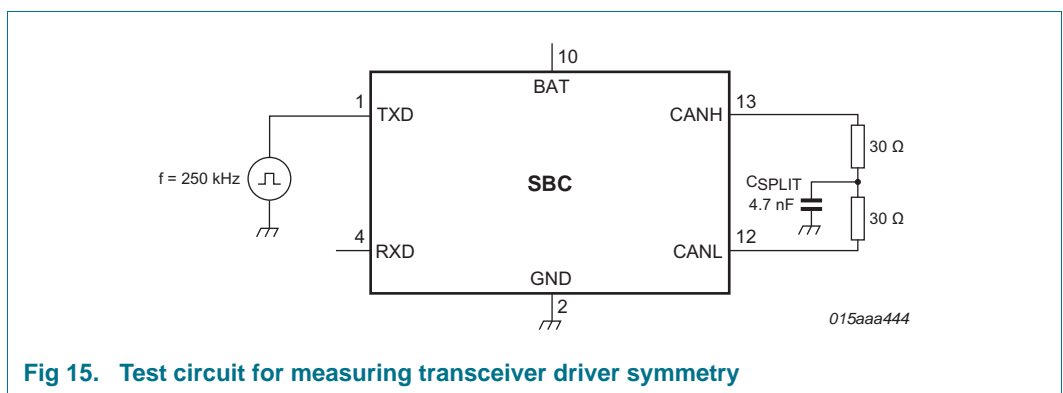 10
BAT
1
TXD
CANH
13
30 Ω
f = 250 kHz
SBC
CSPLIT
4.7 nF
30 Ω
4
RXD
CANL
12
GND
2
015aaa444
Fig 15. Test circuit for measuring transceiver driver symmetry